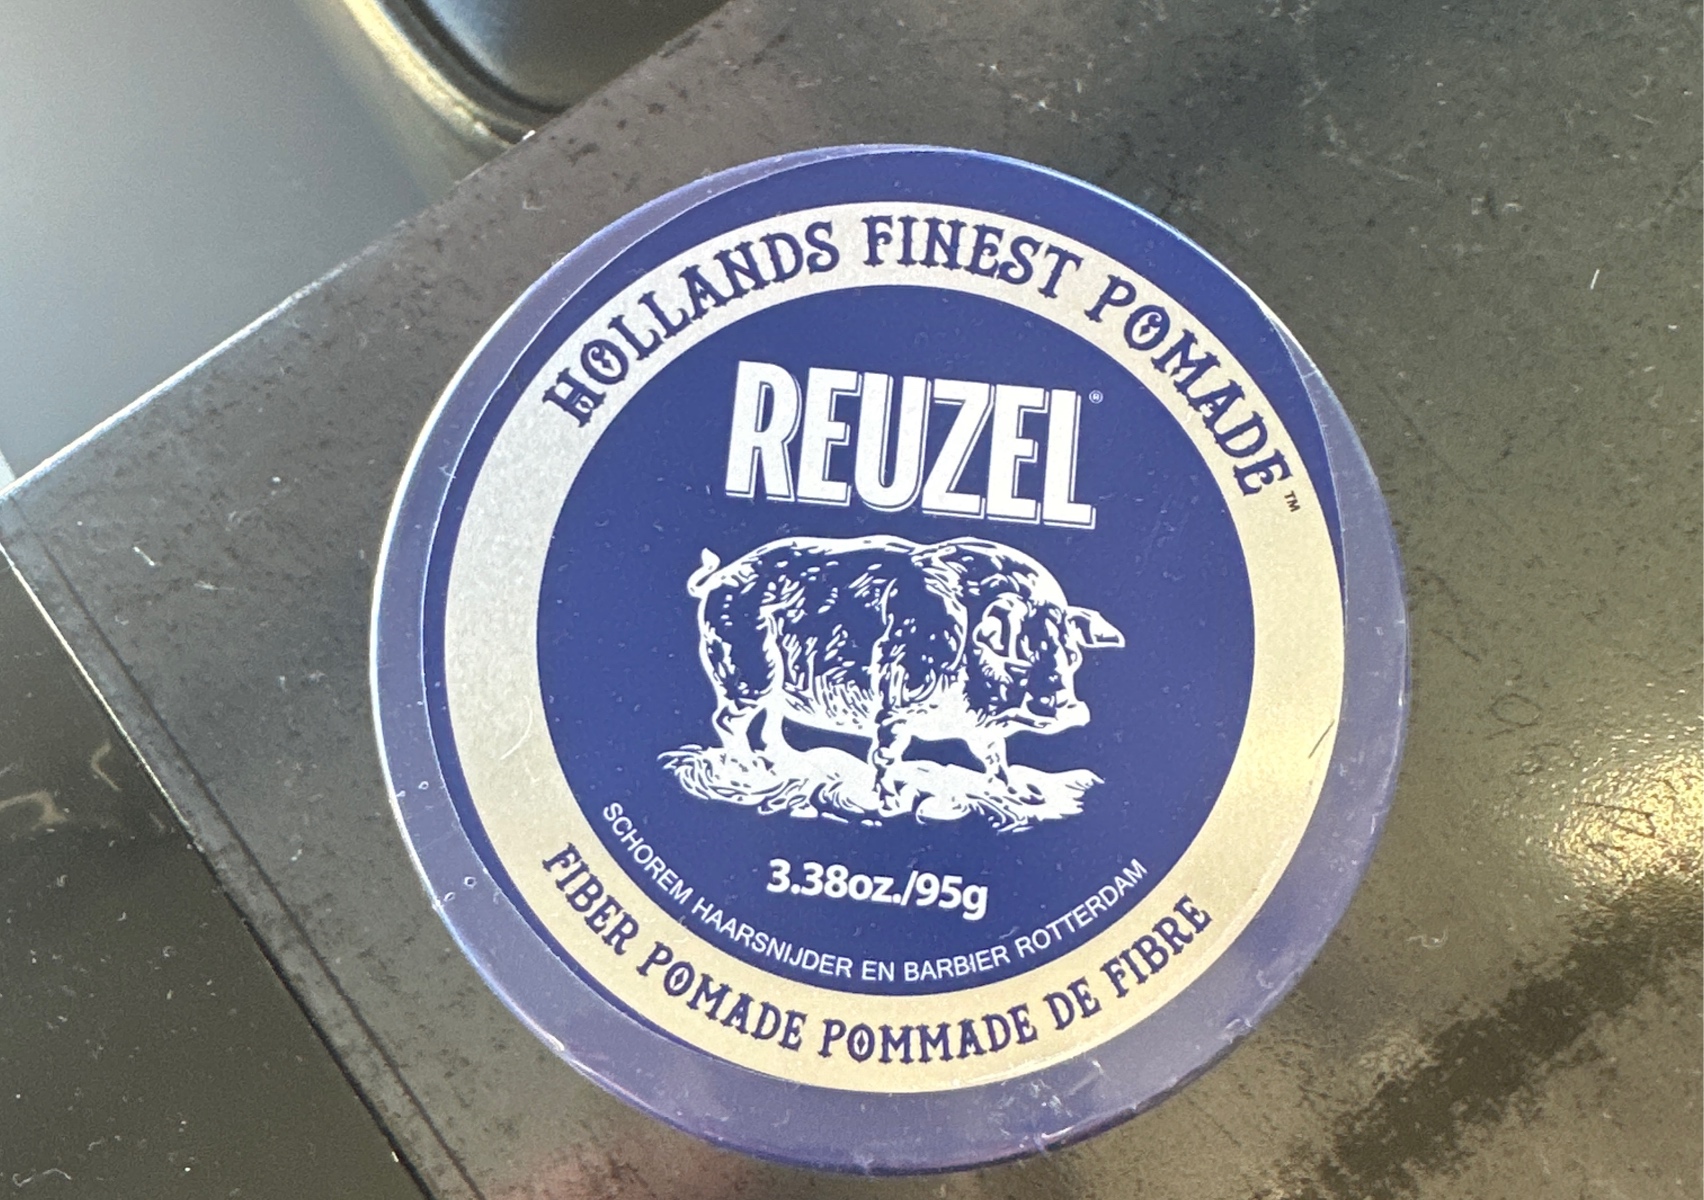 HOLLANDS FINEST POMADE™
REUZEL®
3.38oz./95g
SCHOREM HAARSNIJDER EN BARBIER ROTTERDAM
FIBER POMADE POMMADE DE FIBRE